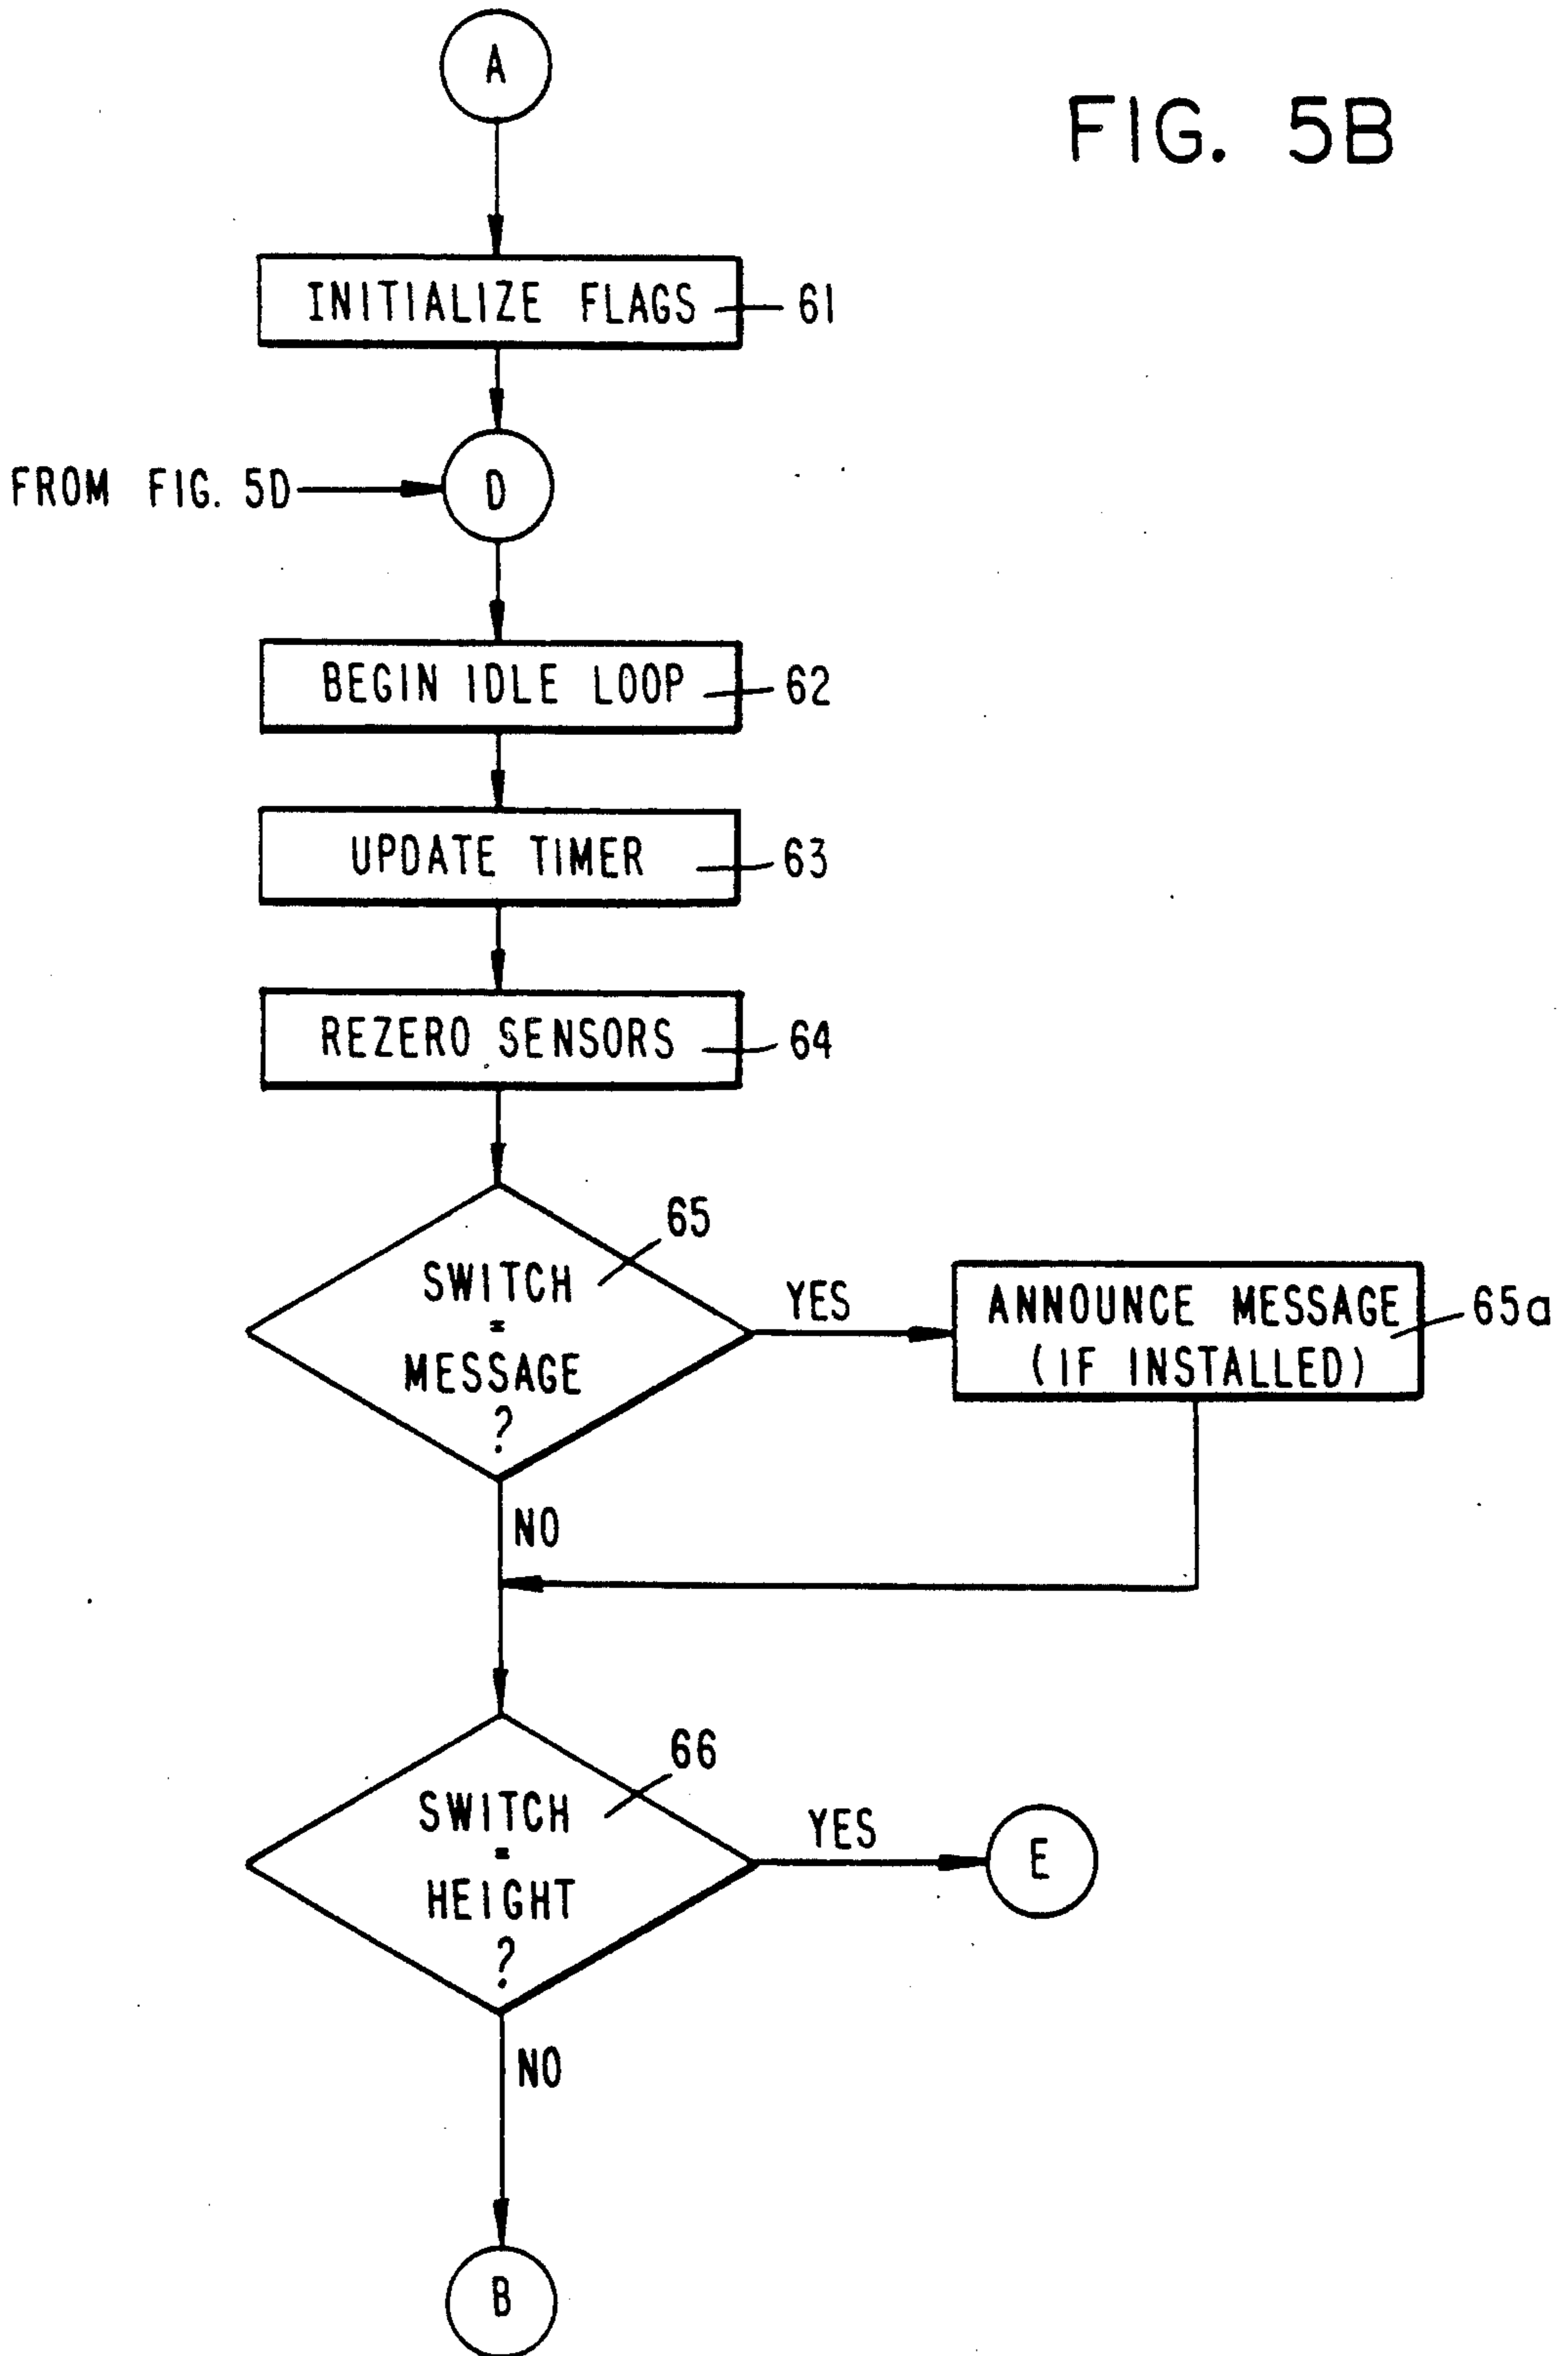 A
FIG. 5B
INITIALIZE FLAGS
61
FROM FIG. 5D
D
BEGIN IDLE LOOP
62
UPDATE TIMER
63
REZERO SENSORS
64
65
SWITCH
=
MESSAGE
?
YES
ANNOUNCE MESSAGE
(IF INSTALLED)
65a
NO
66
SWITCH
=
HEIGHT
?
YES
E
NO
B